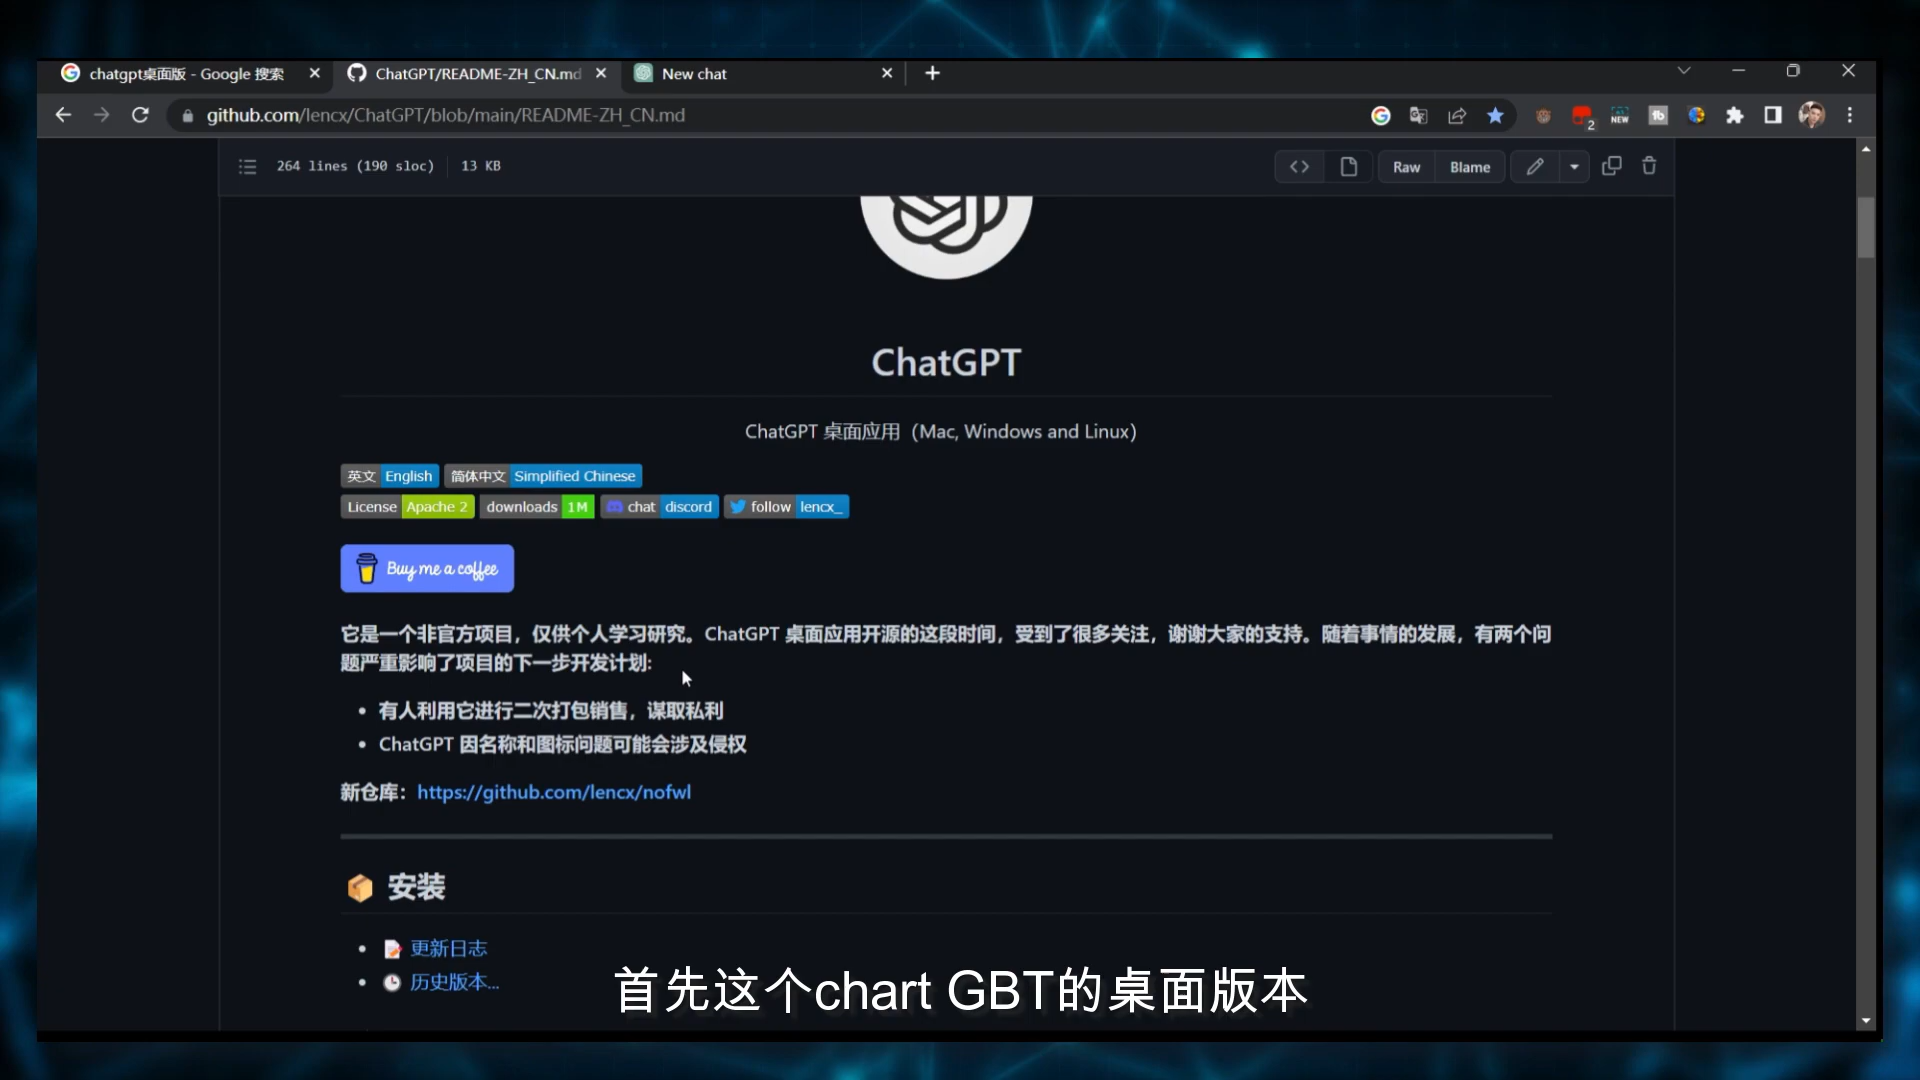 chatgpt桌面版 - Google 搜索
ChatGPT/README-ZH_CN.md
New chat
github.com/lencx/ChatGPT/blob/main/README-ZH_CN.md
2
NEW
tb
264 lines (190 sloc)
13 KB
Raw
Blame
ChatGPT
ChatGPT 桌面应用（Mac, Windows and Linux）
英文 English 简体中文 Simplified Chinese
License Apache 2 downloads 1M chat discord follow lencx_
Buy me a coffee
它是一个非官方项目，仅供个人学习研究。ChatGPT 桌面应用开源的这段时间，受到了很多关注，谢谢大家的支持。随着事情的发展，有两个问
题严重影响了项目的下一步开发计划:
• 有人利用它进行二次打包销售，谋取私利
• ChatGPT 因名称和图标问题可能会涉及侵权
新仓库：https://github.com/lencx/nofwl
安装
• 更新日志
• 历史版本...
首先这个chart GBT的桌面版本